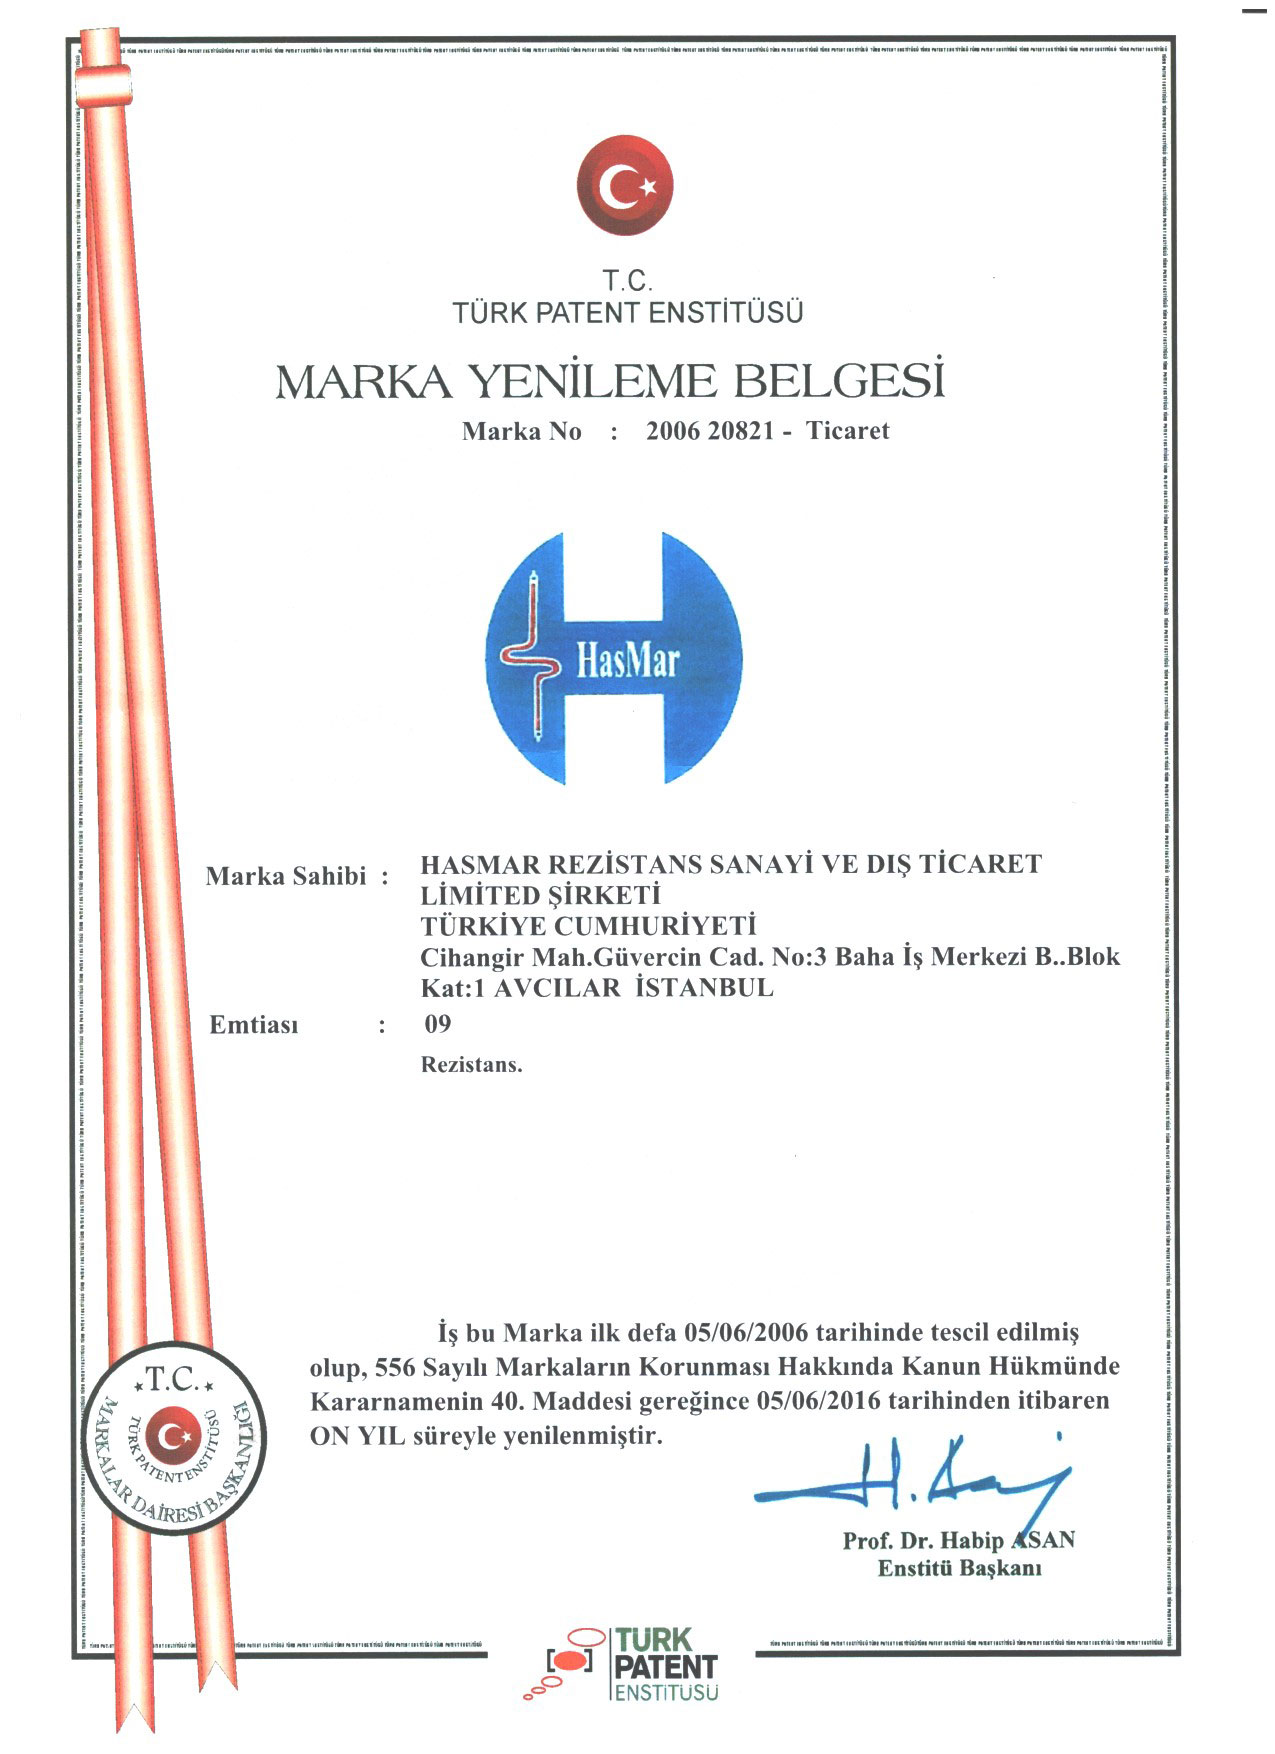 T.C.
TÜRK PATENT ENSTİTÜSÜ
MARKA YENİLEME BELGESİ
Marka No : 2006 20821 - Ticaret
HasMar
Marka Sahibi : HASMAR REZİSTANS SANAYİ VE DIŞ TİCARET
LİMİTED ŞİRKETİ
TÜRKİYE CUMHURİYETİ
Cihangir Mah.Güvercin Cad. No:3 Baha İş Merkezi B..Blok
Kat:1 AVCILAR İSTANBUL
Emtiası : 09
Rezistans.
İş bu Marka ilk defa 05/06/2006 tarihinde tescil edilmiş
olup, 556 Sayılı Markaların Korunması Hakkında Kanun Hükmünde
Kararnamenin 40. Maddesi gereğince 05/06/2016 tarihinden itibaren
ON YIL süreyle yenilenmiştir.
T.C.
TÜRK PATENT ENSTİTÜSÜ
MARKALAR DAİRESİ BAŞKANLIĞI
Prof. Dr. Habip ASAN
Enstitü Başkanı
TÜRK
PATENT
ENSTİTÜSÜ